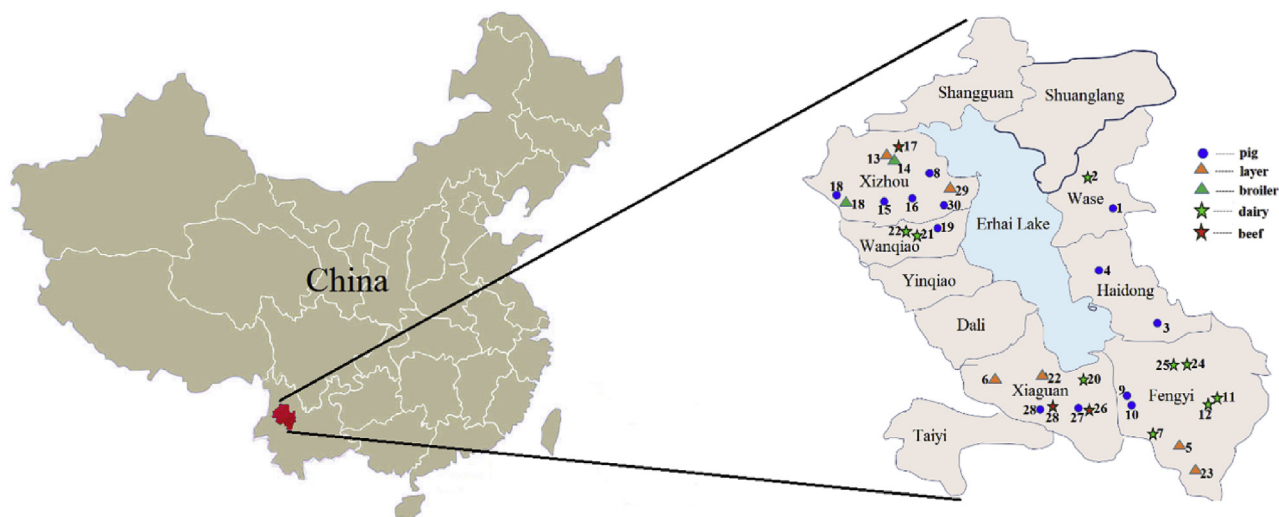 China
Shangguan
Shuanglang
17
13
14
Xizhou
8
18
18
15
16
29
30
2
Wase
1
pig
layer
broiler
dairy
beef
22
21
19
Wanqiao
Erhai Lake
Yinqiao
4
Haidong
3
Dali
25
24
6
22
20
Xiaguan
28
28
27
26
9
10
Fengyi
11
12
7
5
23
Taiyi